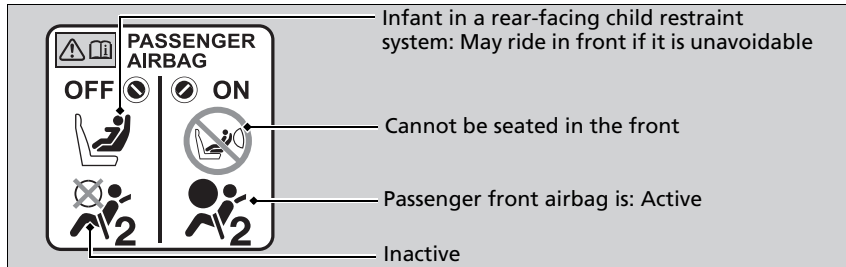 Infant in a rear-facing child restraint
system: May ride in front if it is unavoidable
PASSENGER
AIRBAG
OFF ON
Cannot be seated in the front
Passenger front airbag is: Active
2 2
Inactive